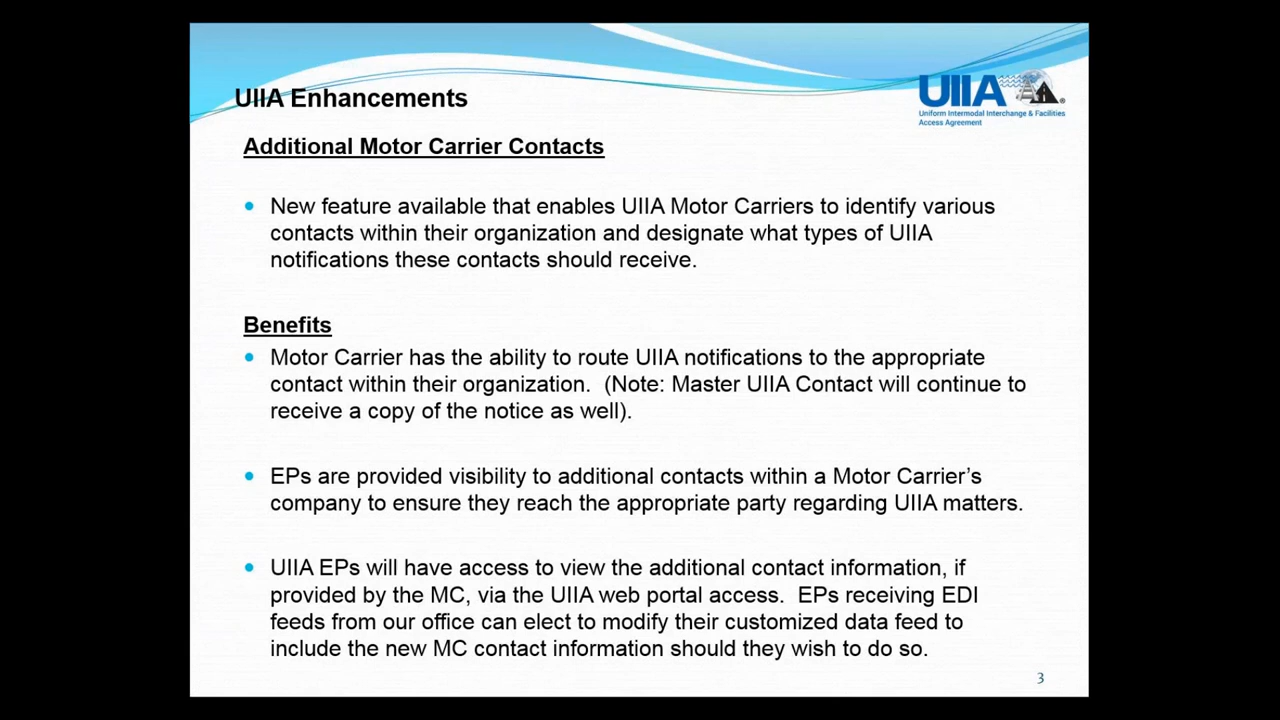 UIIA Enhancements
UIIA
®
Uniform Intermodal Interchange & Facilities
Access Agreement
Additional Motor Carrier Contacts
• New feature available that enables UIIA Motor Carriers to identify various
contacts within their organization and designate what types of UIIA
notifications these contacts should receive.
Benefits
• Motor Carrier has the ability to route UIIA notifications to the appropriate
contact within their organization. (Note: Master UIIA Contact will continue to
receive a copy of the notice as well).
• EPs are provided visibility to additional contacts within a Motor Carrier's
company to ensure they reach the appropriate party regarding UIIA matters.
• UIIA EPs will have access to view the additional contact information, if
provided by the MC, via the UIIA web portal access. EPs receiving EDI
feeds from our office can elect to modify their customized data feed to
include the new MC contact information should they wish to do so.
3